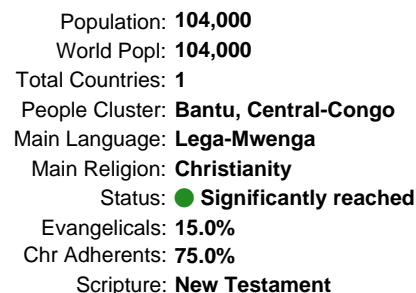 Population: 104,000
World Popl: 104,000
Total Countries: 1
People Cluster: Bantu, Central-Congo
Main Language: Lega-Mwenga
Main Religion: Christianity
Status: Significantly reached
Evangelicals: 15.0%
Chr Adherents: 75.0%
Scripture: New Testament